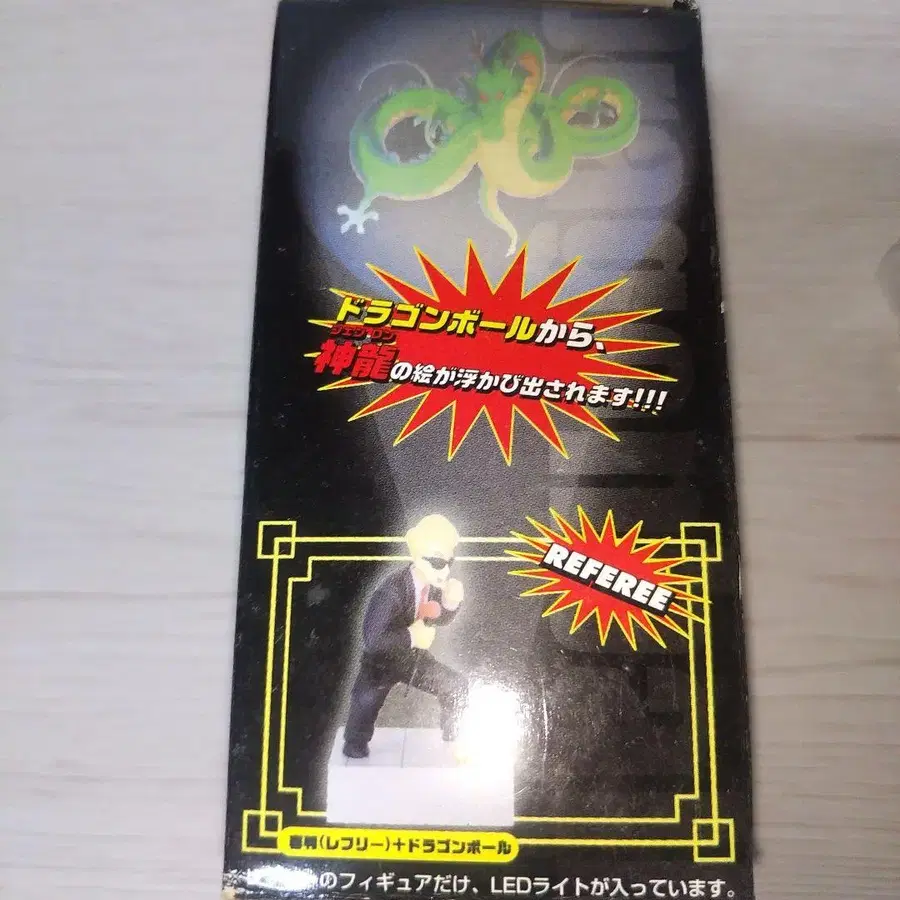 ドラゴンボールから、
シェンロン
神龍の絵が浮かび出されます!!!
REFEREE
審判(レフリー)+ドラゴンボール
のフィギュアだけ、LEDライトが入っています。